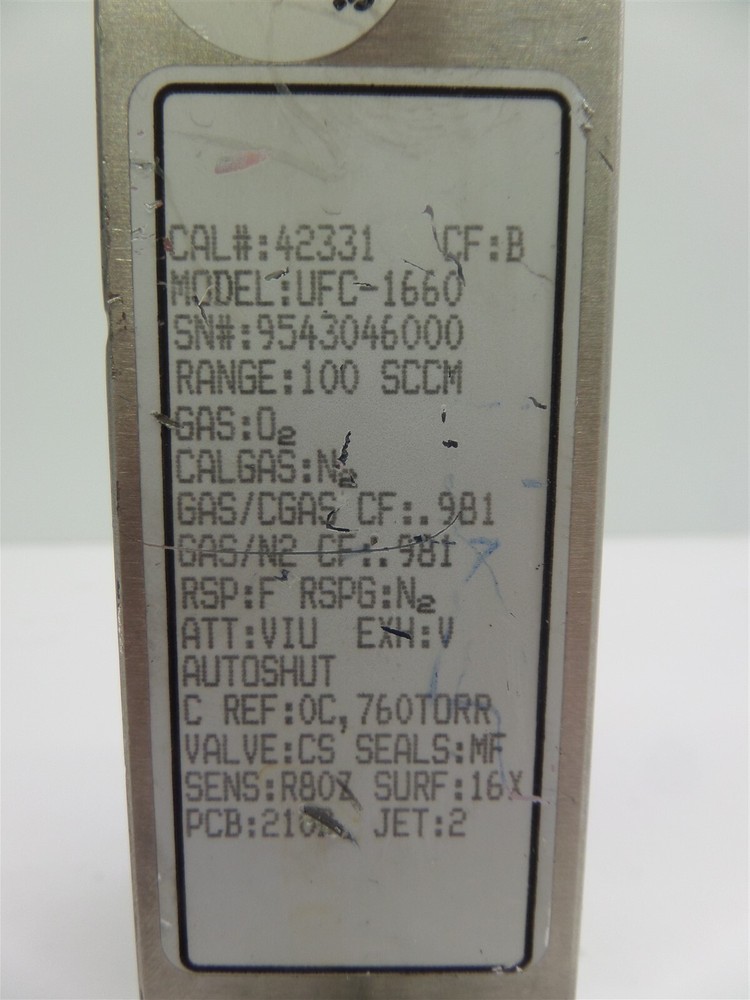 CAL#:42331 CF:B
MODEL:UFC-1660
SN#:9543046000
RANGE:100 SCCM
GAS:O₂
CALGAS:N₂
GAS/CGAS CF:.981
GAS/N2 CF:.981
RSP:F RSPG:N₂
ATT:VIU EXH:V
AUTOSHUT
C REF:0C,760TORR
VALVE:CS SEALS:MF
SENS:R80Z SURF:16X
JET:2